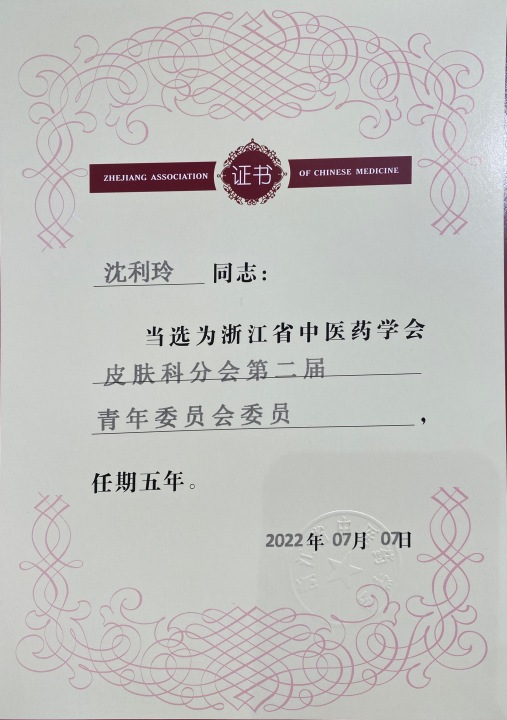 ZHEJIANG ASSOCIATION 证书 OF CHINESE MEDICINE
沈利玲 同志：
当选为浙江省中医药学会
皮肤科分会第二届
青年委员会委员，
任期五年。
2022年07月07日